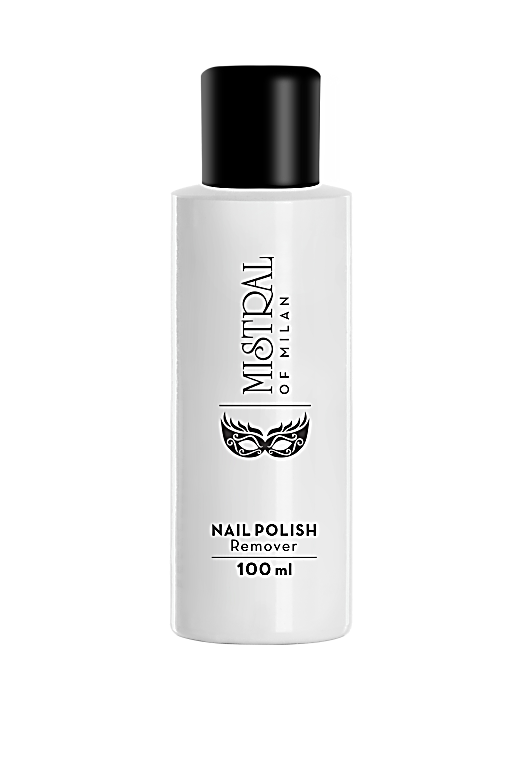 MISTRAL
OF MILAN
NAIL POLISH
Remover
100 ml